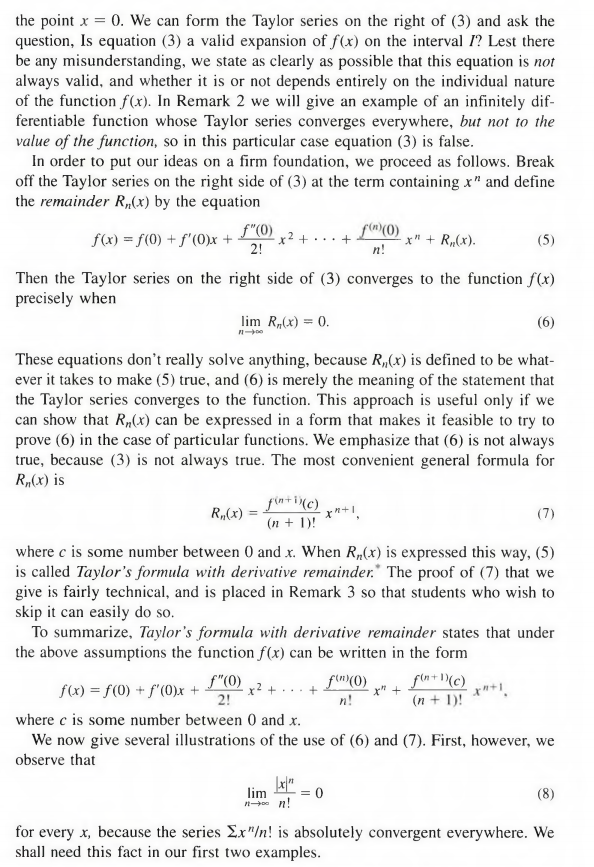 the point x = 0. We can form the Taylor series on the right of (3) and ask the
question, Is equation (3) a valid expansion of f(x) on the interval I? Lest there
be any misunderstanding, we state as clearly as possible that this equation is not
always valid, and whether it is or not depends entirely on the individual nature
of the function f(x). In Remark 2 we will give an example of an infinitely dif-
ferentiable function whose Taylor series converges everywhere, but not to the
value of the function, so in this particular case equation (3) is false.
In order to put our ideas on a firm foundation, we proceed as follows. Break
off the Taylor series on the right side of (3) at the term containing xⁿ and define
the remainder Rₙ(x) by the equation
f(x) = f(0) + f′(0)x + f″(0)/2! x² + · · · + f⁽ⁿ⁾(0)/n! xⁿ + Rₙ(x). (5)
Then the Taylor series on the right side of (3) converges to the function f(x)
precisely when
lim n→∞ Rₙ(x) = 0. (6)
These equations don't really solve anything, because Rₙ(x) is defined to be what-
ever it takes to make (5) true, and (6) is merely the meaning of the statement that
the Taylor series converges to the function. This approach is useful only if we
can show that Rₙ(x) can be expressed in a form that makes it feasible to try to
prove (6) in the case of particular functions. We emphasize that (6) is not always
true, because (3) is not always true. The most convenient general formula for
Rₙ(x) is
Rₙ(x) = f⁽ⁿ⁺¹⁾(c)/(n + 1)! xⁿ⁺¹, (7)
where c is some number between 0 and x. When Rₙ(x) is expressed this way, (5)
is called Taylor's formula with derivative remainder.* The proof of (7) that we
give is fairly technical, and is placed in Remark 3 so that students who wish to
skip it can easily do so.
To summarize, Taylor's formula with derivative remainder states that under
the above assumptions the function f(x) can be written in the form
f(x) = f(0) + f′(0)x + f″(0)/2! x² + · · · + f⁽ⁿ⁾(0)/n! xⁿ + f⁽ⁿ⁺¹⁾(c)/(n + 1)! xⁿ⁺¹,
where c is some number between 0 and x.
We now give several illustrations of the use of (6) and (7). First, however, we
observe that
lim n→∞ |x|ⁿ/n! = 0 (8)
for every x, because the series Σxⁿ/n! is absolutely convergent everywhere. We
shall need this fact in our first two examples.